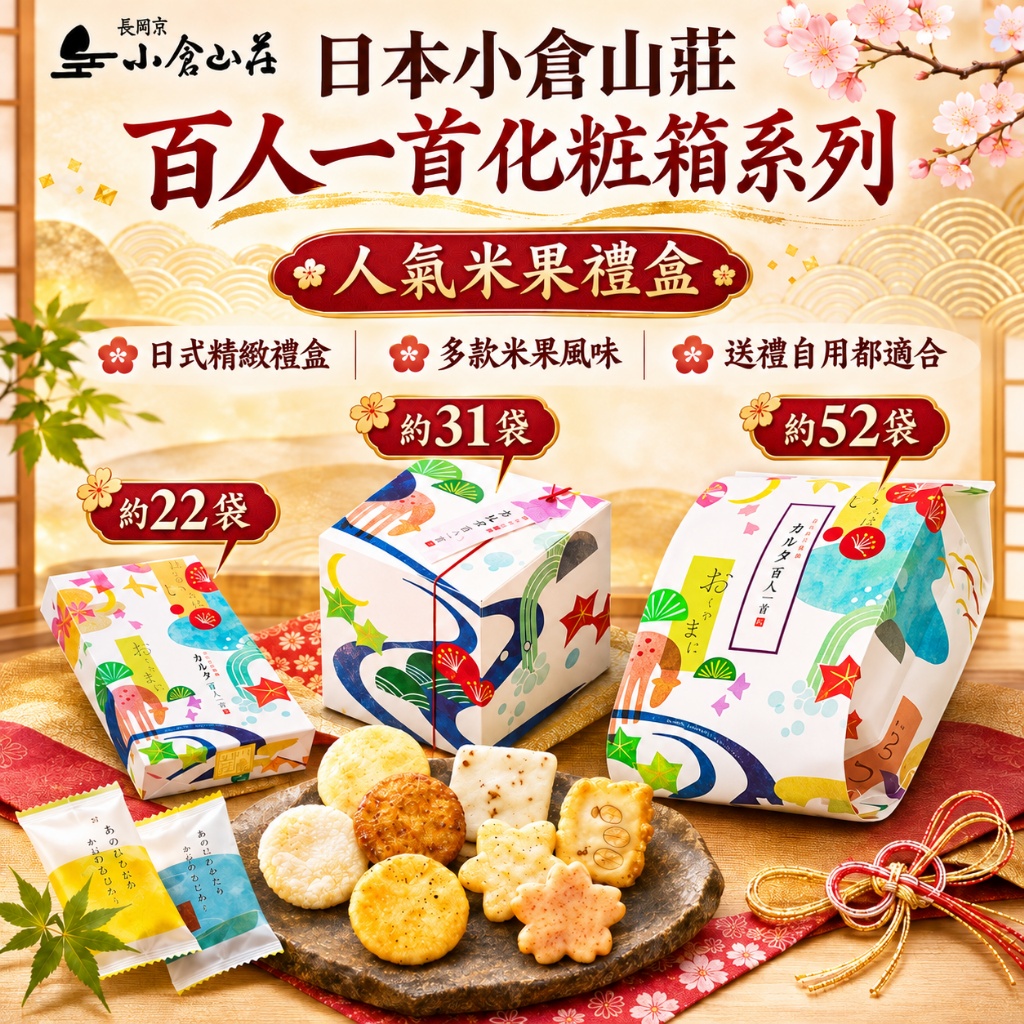 長岡京
小倉山荘
日本小倉山莊
百人一首化粧箱系列
人氣米果禮盒
日式精緻禮盒
多款米果風味
送禮自用都適合
約31袋
約52袋
約22袋
カルタ百人一首
カルタ百人一首
おくやまに
カルタ百人一首